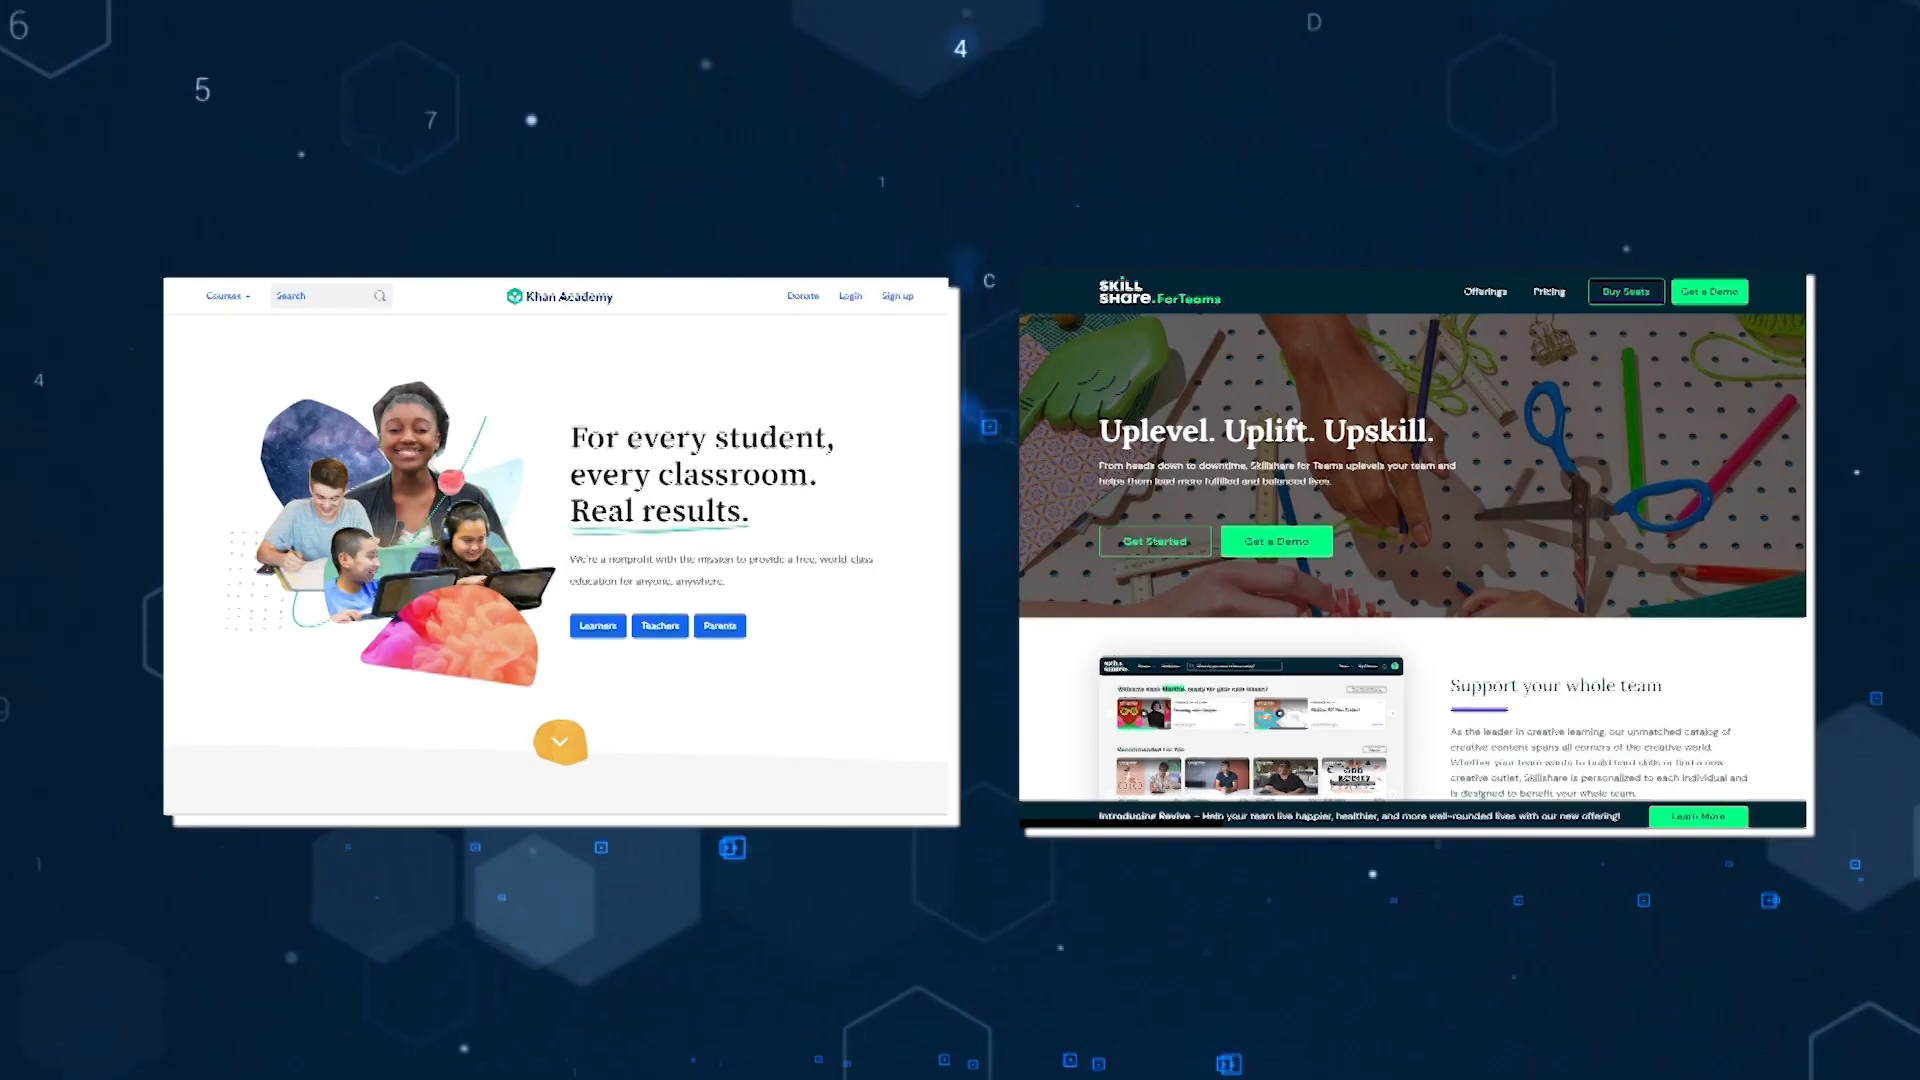 6
5
7
4
D
1
C
4
9
1
Courses
Search
Khan Academy
Donate
Login
Sign up
For every student,
every classroom.
Real results.
We're a nonprofit with the mission to provide a free, world-class
education for anyone, anywhere.
Learners
Teachers
Parents
SKILL
SHARE.ForTeams
Offerings
Pricing
Buy Seats
Get a Demo
Uplevel. Uplift. Upskill.
From heads down to downtime, Skillshare for Teams uplevels your team and
helps them lead more fulfilled and balanced lives.
Get Started
Get a Demo
SKILL
SHARE.
Recommended For You
Support your whole team
As the leader in creative learning, our unmatched catalog of
creative content spans all corners of the creative world.
Whether your team wants to build hard skills or find a new
creative outlet, Skillshare is personalized to each individual and
is designed to benefit your whole team.
Introducing Revive – Help your team live happier, healthier, and more well-rounded lives with our new offering!
Learn More